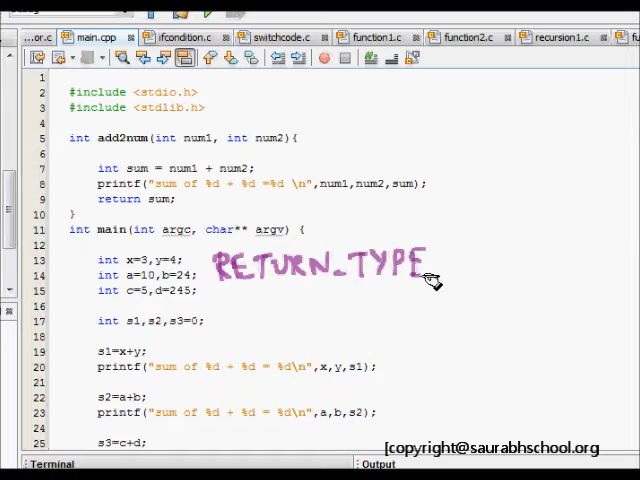 ...or.c main.cpp ifcondition.c switchcode.c function1.c function2.c recursion1.c
1
2 #include <stdio.h>
3 #include <stdlib.h>
4
5 int add2num(int num1, int num2){
6
7 int sum = num1 + num2;
8 printf("sum of %d + %d =%d \n",num1,num2,sum);
9 return sum;
10 }
11 int main(int argc, char** argv) {
12
13 int x=3,y=4;
14 int a=10,b=24;
15 int c=5,d=245;
RETURN_TYPE
16
17 int s1,s2,s3=0;
18
19 s1=x+y;
20 printf("sum of %d + %d = %d\n",x,y,s1);
21
22 s2=a+b;
23 printf("sum of %d + %d = %d\n",a,b,s2);
24
25 s3=c+d;
[copyright@saurabhschool.org
Terminal Output